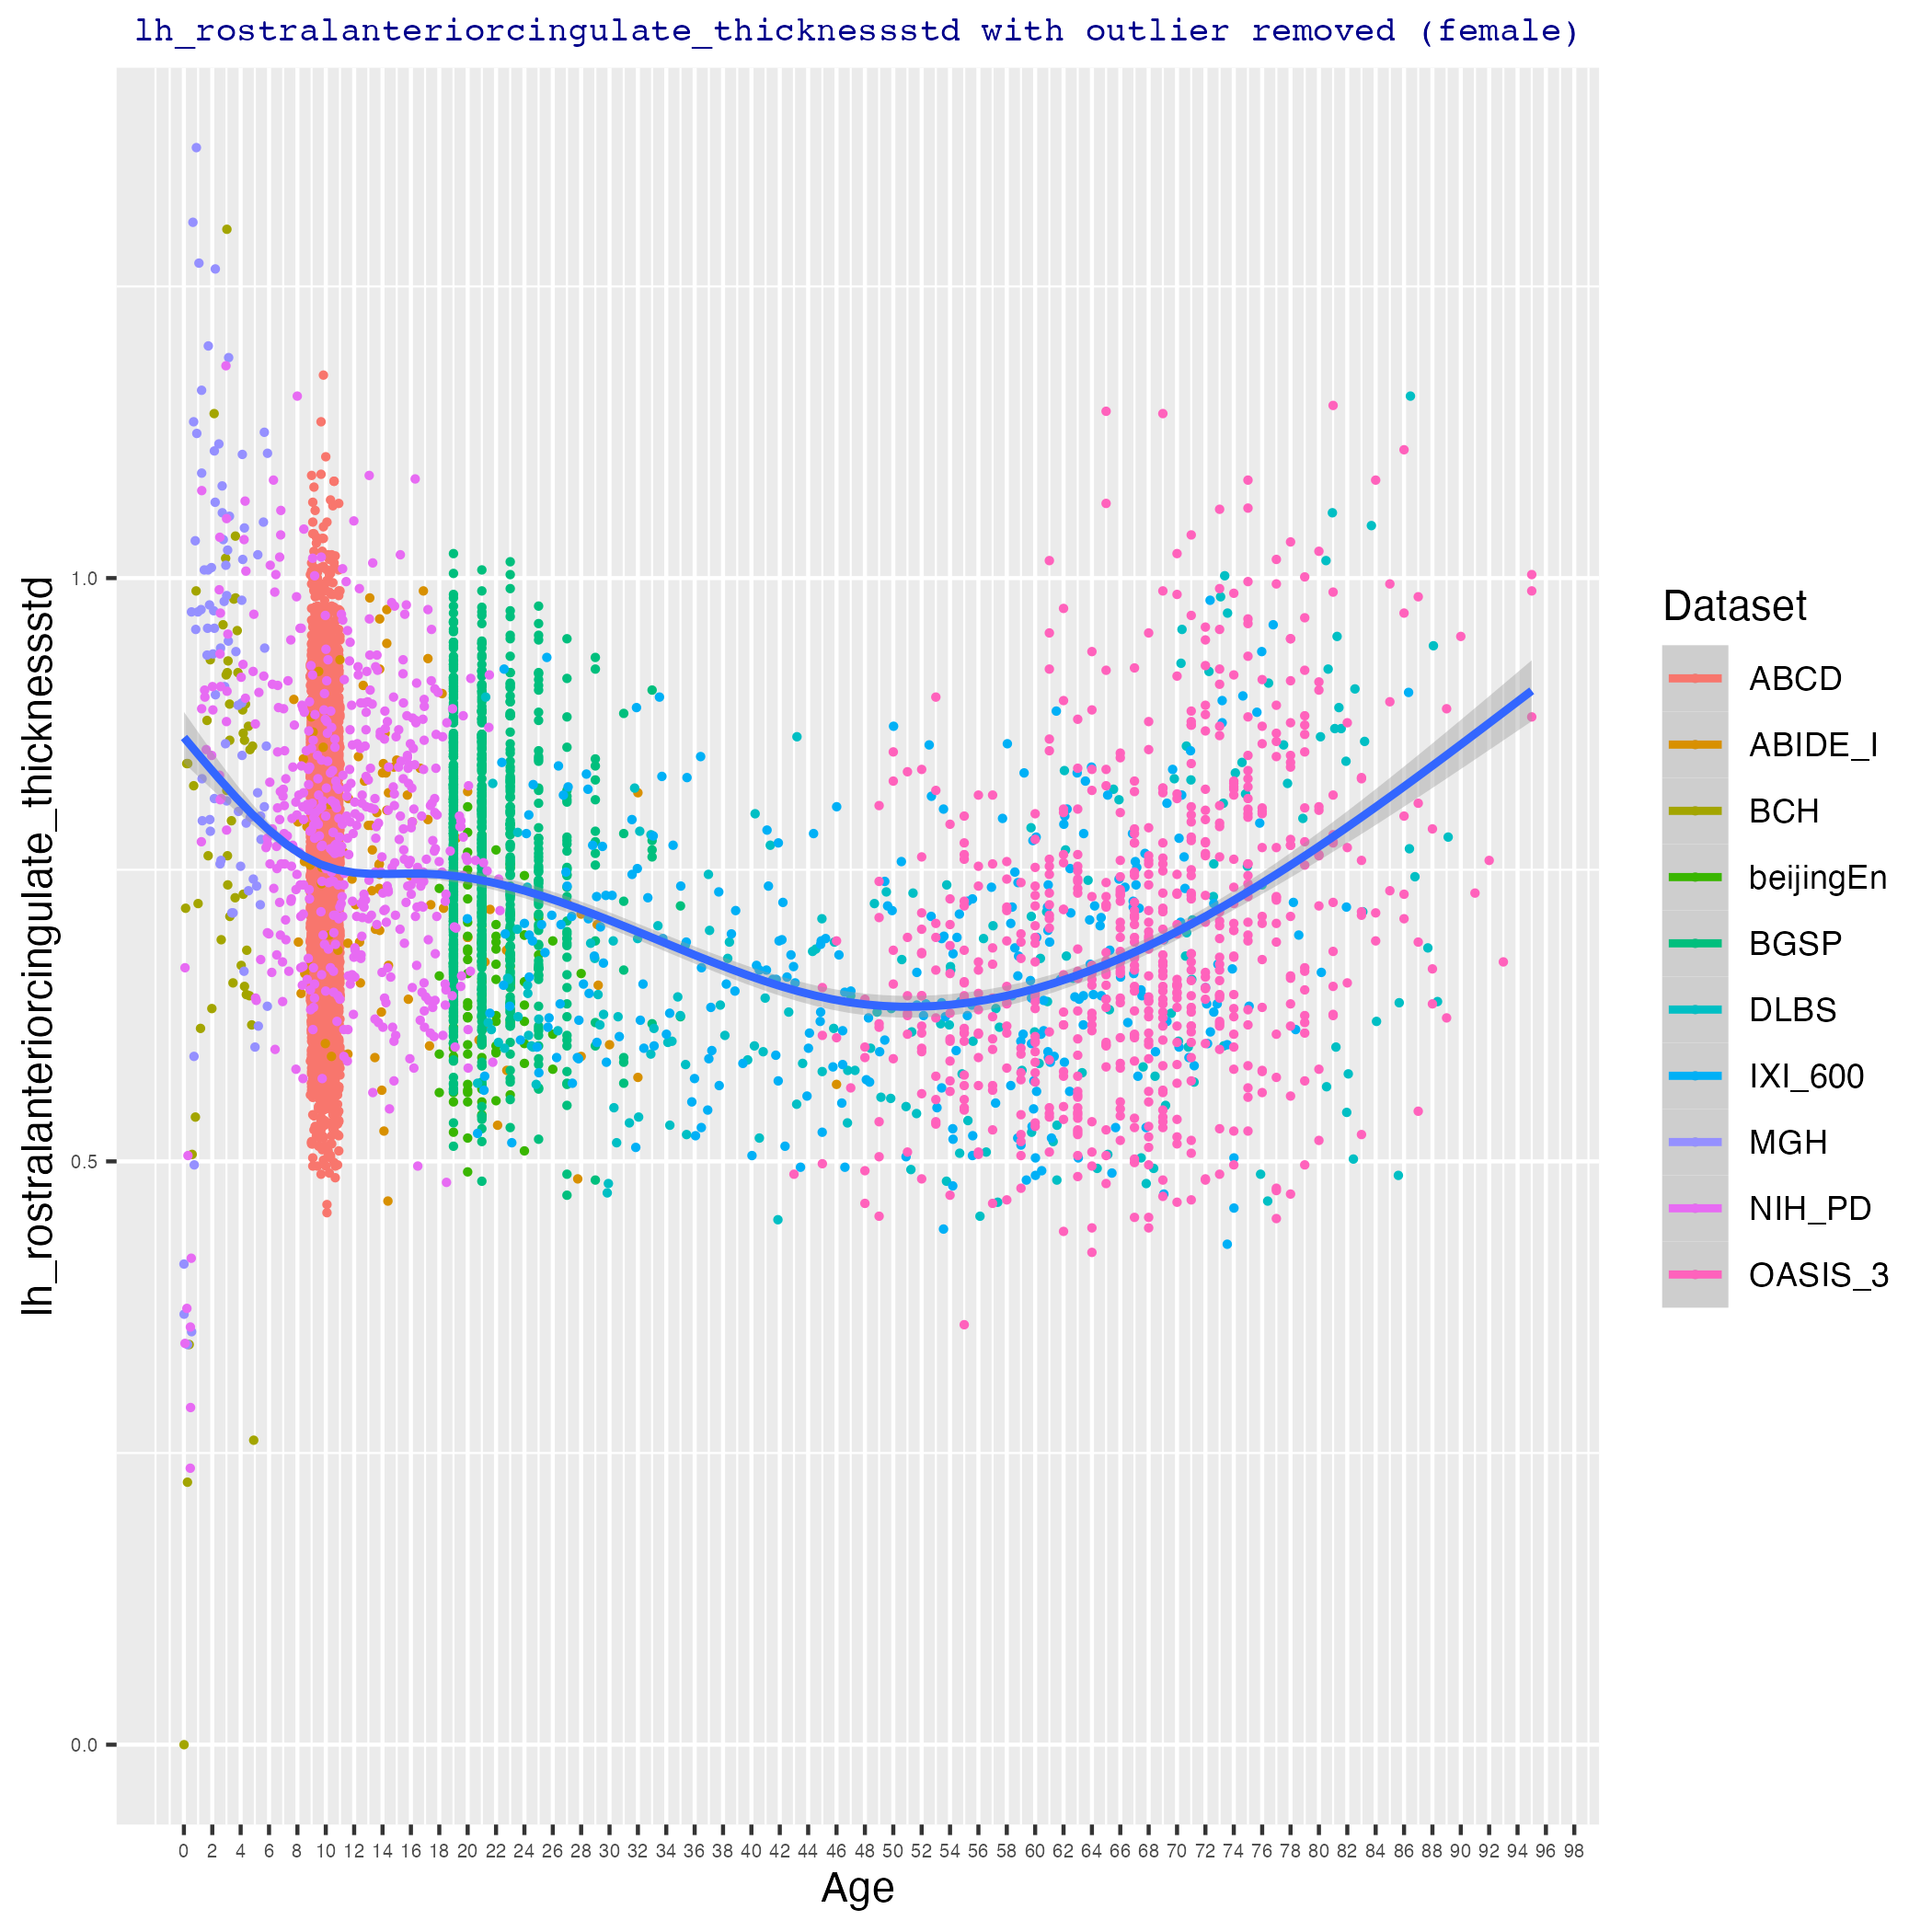 lh_rostralanteriorcingulate_thicknessstd with outlier removed (female)
lh_rostralanteriorcingulate_thicknessstd
1.0
0.5
0.0
0 2 4 6 8 10 12 14 16 18 20 22 24 26 28 30 32 34 36 38 40 42 44 46 48 50 52 54 56 58 60 62 64 66 68 70 72 74 76 78 80 82 84 86 88 90 92 94 96 98
Age
Dataset
ABCD
ABIDE_I
BCH
beijingEn
BGSP
DLBS
IXI_600
MGH
NIH_PD
OASIS_3